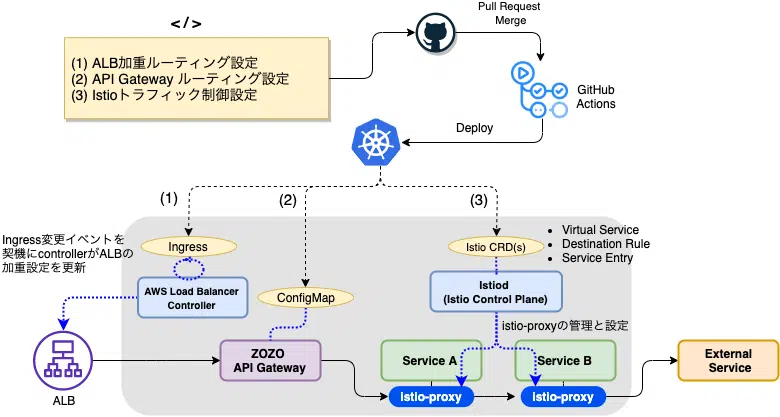 </>
(1) ALB加重ルーティング設定
(2) API Gateway ルーティング設定
(3) Istioトラフィック制御設定
Pull Request
Merge
GitHub
Actions
Deploy
(1)
(2)
(3)
Ingress変更イベントを
契機にcontrollerがALBの
加重設定を更新
Ingress
AWS Load Balancer
Controller
ConfigMap
Istio CRD(s)
• Virtual Service
• Destination Rule
• Service Entry
Istiod
(Istio Control Plane)
istio-proxyの管理と設定
ALB
ZOZO
API Gateway
Service A
istio-proxy
Service B
istio-proxy
External
Service